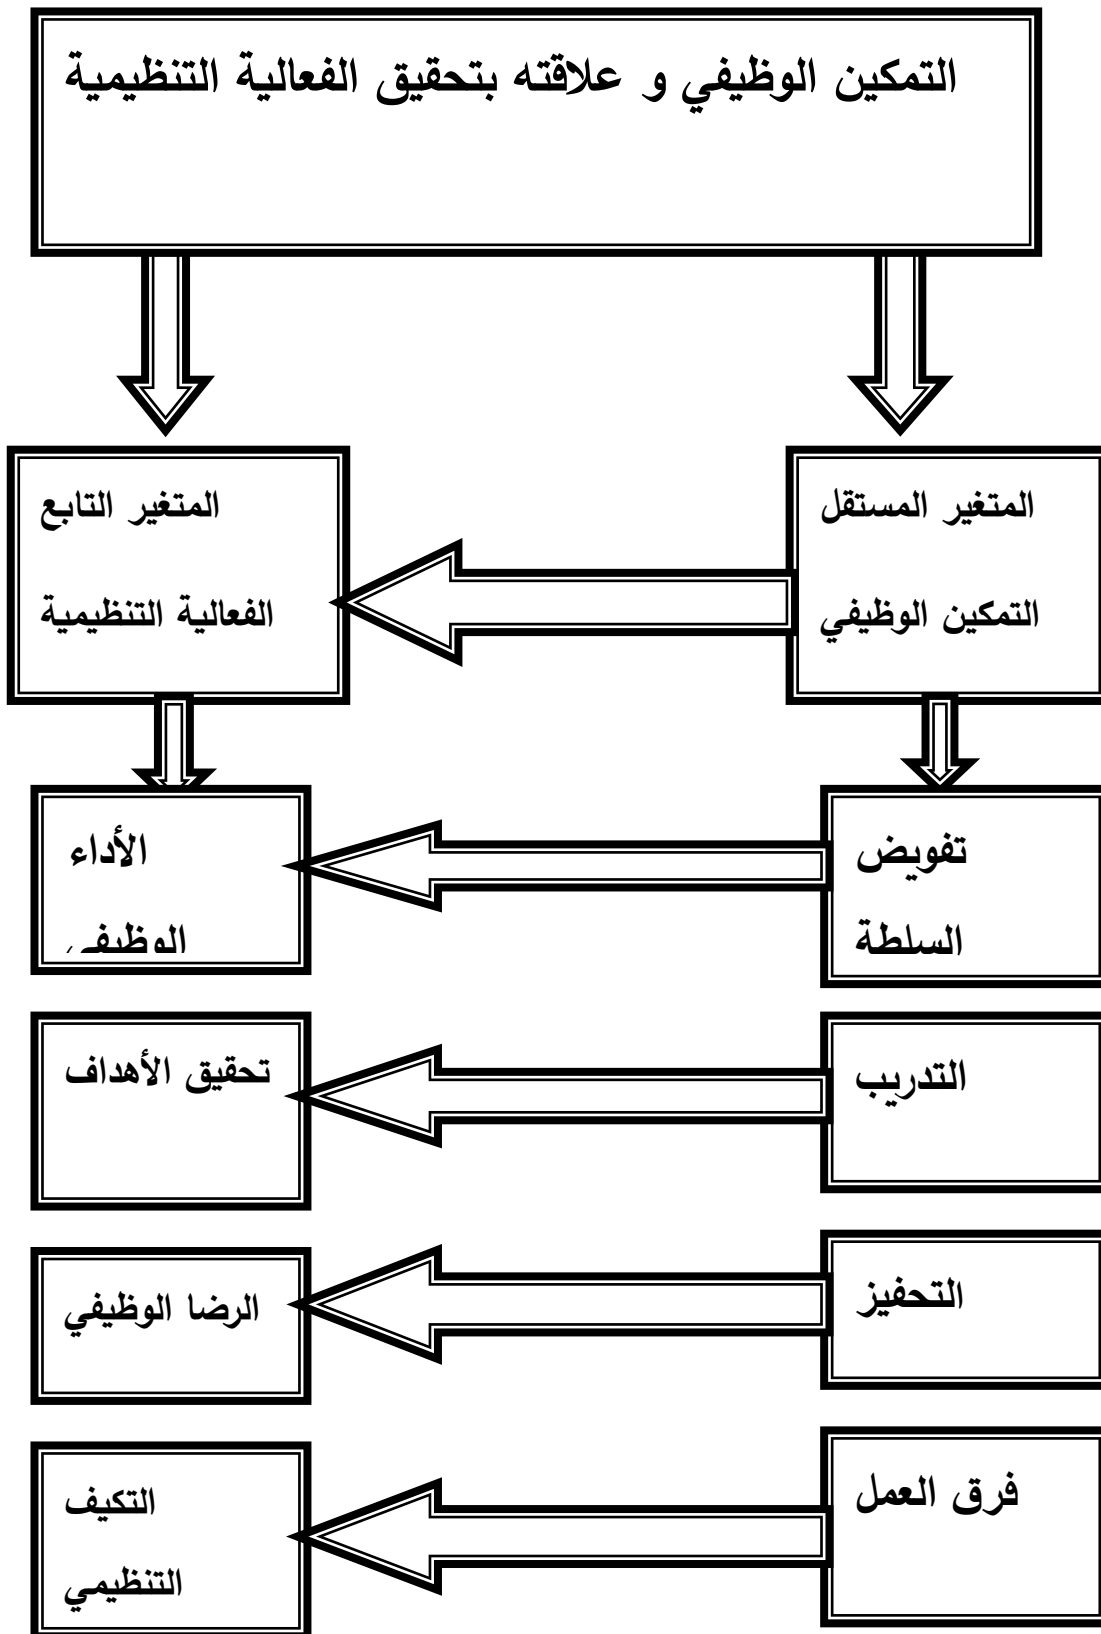 التمكين الوظيفي و علاقته بتحقيق الفعالية التنظيمية
المتغير المستقل
التمكين الوظيفي
المتغير التابع
الفعالية التنظيمية
تفويض
السلطة
الأداء
الوظيفي
التدريب
تحقيق الأهداف
التحفيز
الرضا الوظيفي
فرق العمل
التكيف
التنظيمي